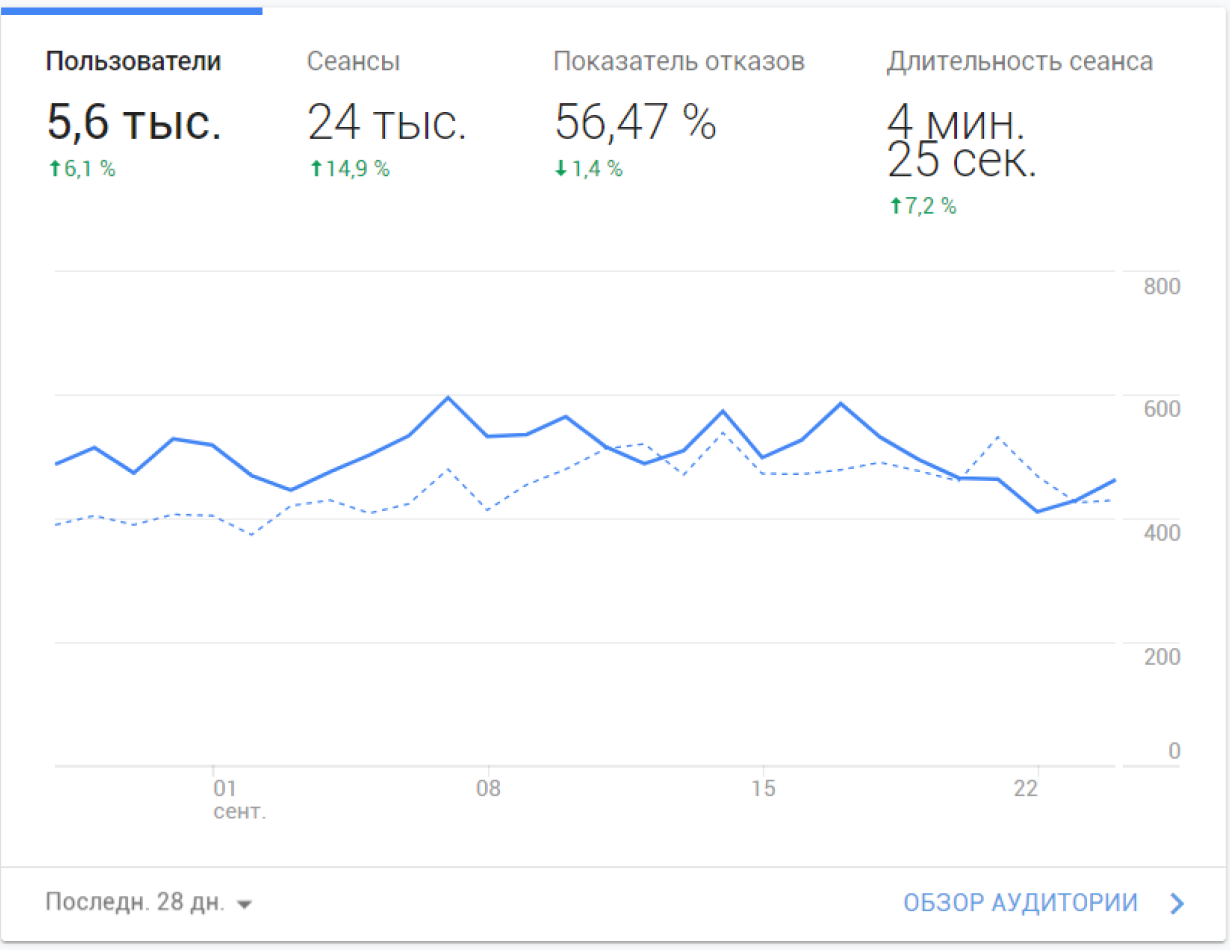 Пользователи
5,6 тыс.
6,1 %
Сеансы
24 тыс.
14,9 %
Показатель отказов
56,47 %
1,4 %
Длительность сеанса
4 мин.
25 сек.
7,2 %
800
600
400
200
0
01
сент.
08
15
22
Последн. 28 дн.
ОБЗОР АУДИТОРИИ